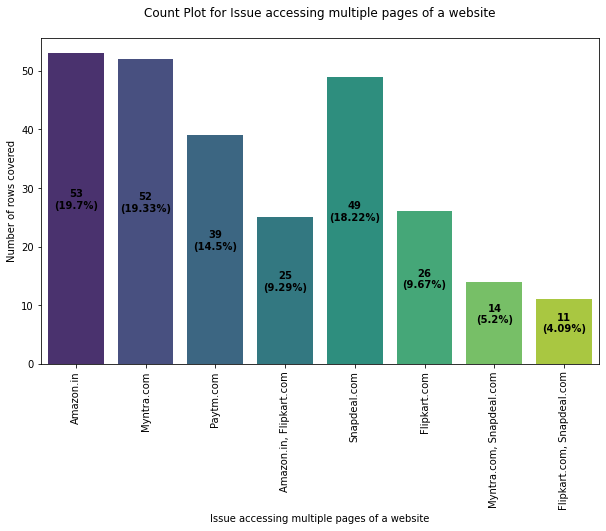 Count Plot for Issue accessing multiple pages of a website
Number of rows covered
50
40
30
20
10
0
53
(19.7%)
52
(19.33%)
39
(14.5%)
25
(9.29%)
49
(18.22%)
26
(9.67%)
14
(5.2%)
11
(4.09%)
Amazon.in
Myntra.com
Paytm.com
Amazon.in, Flipkart.com
Snapdeal.com
Flipkart.com
Myntra.com, Snapdeal.com
Flipkart.com, Snapdeal.com
Issue accessing multiple pages of a website